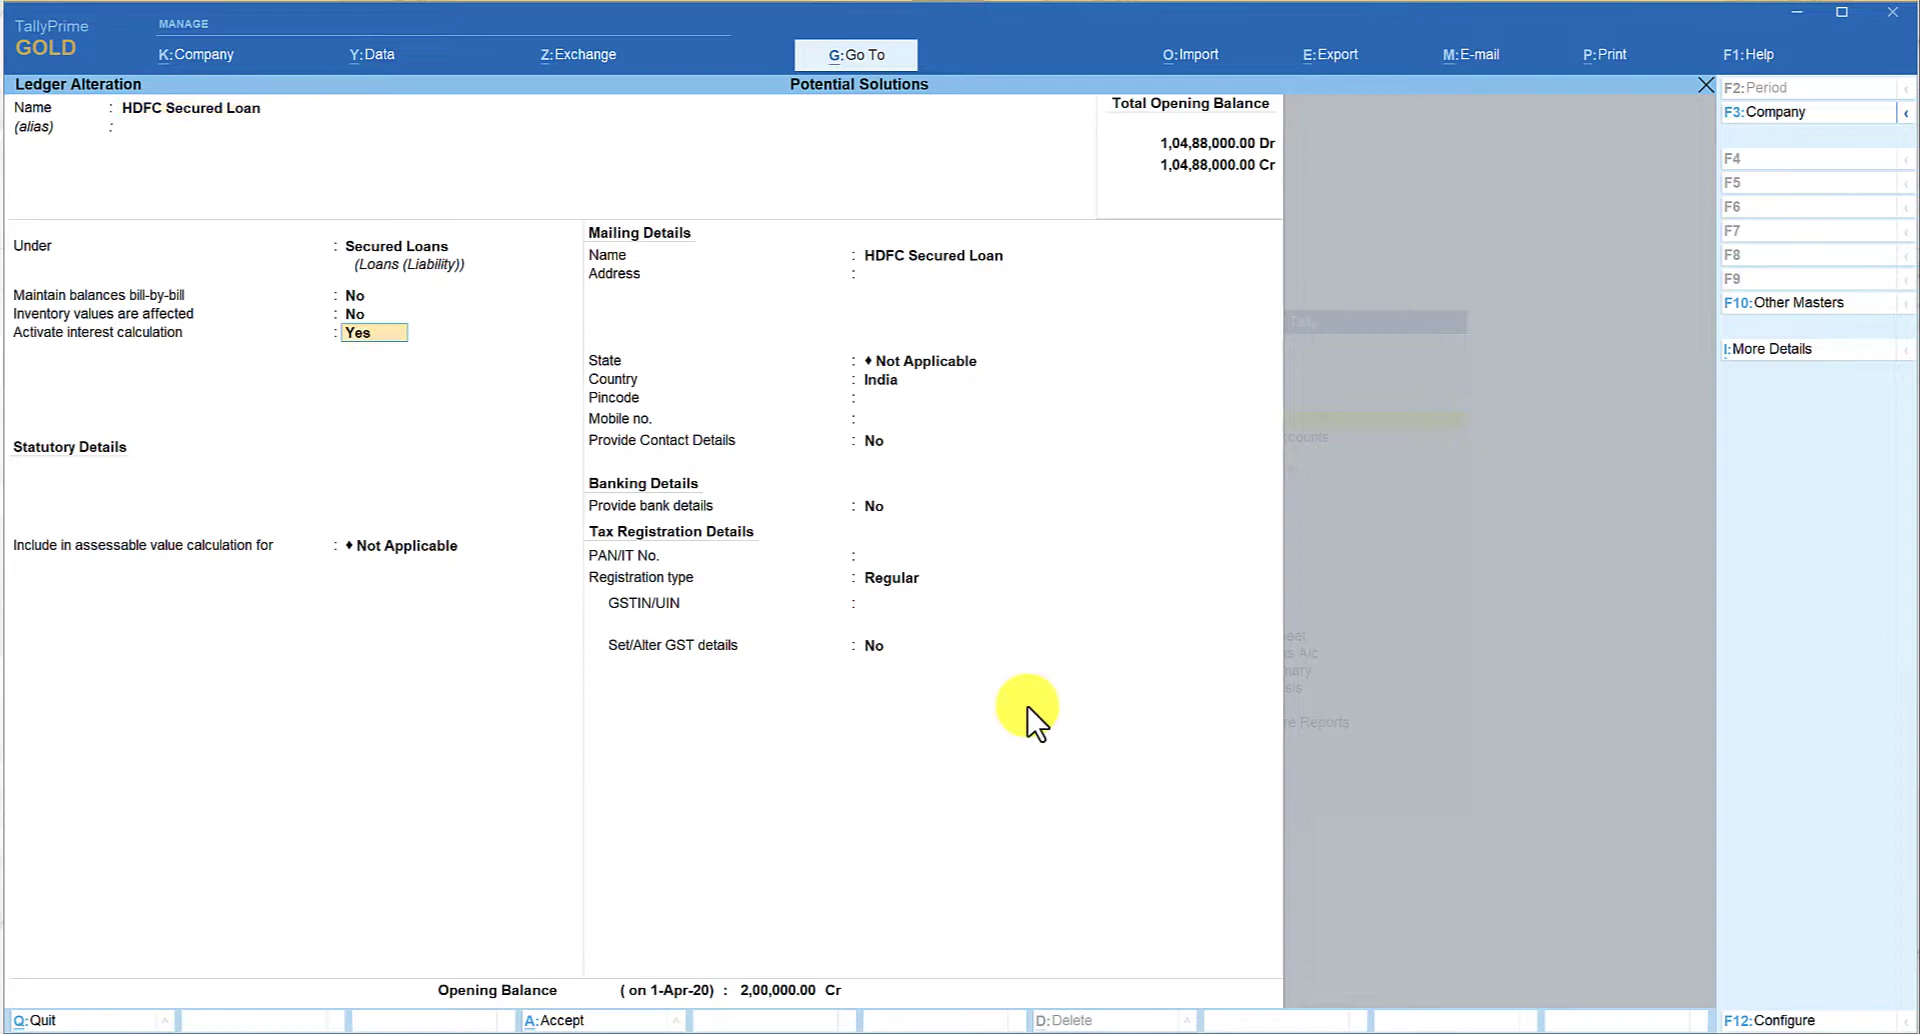 TallyPrime
GOLD
MANAGE
K:Company
Y:Data
Z:Exchange
G:Go To
O:Import
E:Export
M:E-mail
P:Print
F1:Help
Ledger Alteration
Potential Solutions
Name : HDFC Secured Loan
(alias) :
Total Opening Balance
1,04,88,000.00 Dr
1,04,88,000.00 Cr
Under : Secured Loans
(Loans (Liability))
Maintain balances bill-by-bill : No
Inventory values are affected : No
Activate interest calculation : Yes
Statutory Details
Include in assessable value calculation for : ♦ Not Applicable
Mailing Details
Name : HDFC Secured Loan
Address :
State : ♦ Not Applicable
Country : India
Pincode :
Mobile no. :
Provide Contact Details : No
Banking Details
Provide bank details : No
Tax Registration Details
PAN/IT No. :
Registration type : Regular
GSTIN/UIN :
Set/Alter GST details : No
Opening Balance ( on 1-Apr-20) : 2,00,000.00 Cr
F2:Period
F3:Company
F4
F5
F6
F7
F8
F9
F10:Other Masters
I:More Details
Q:Quit
A:Accept
D:Delete
F12:Configure